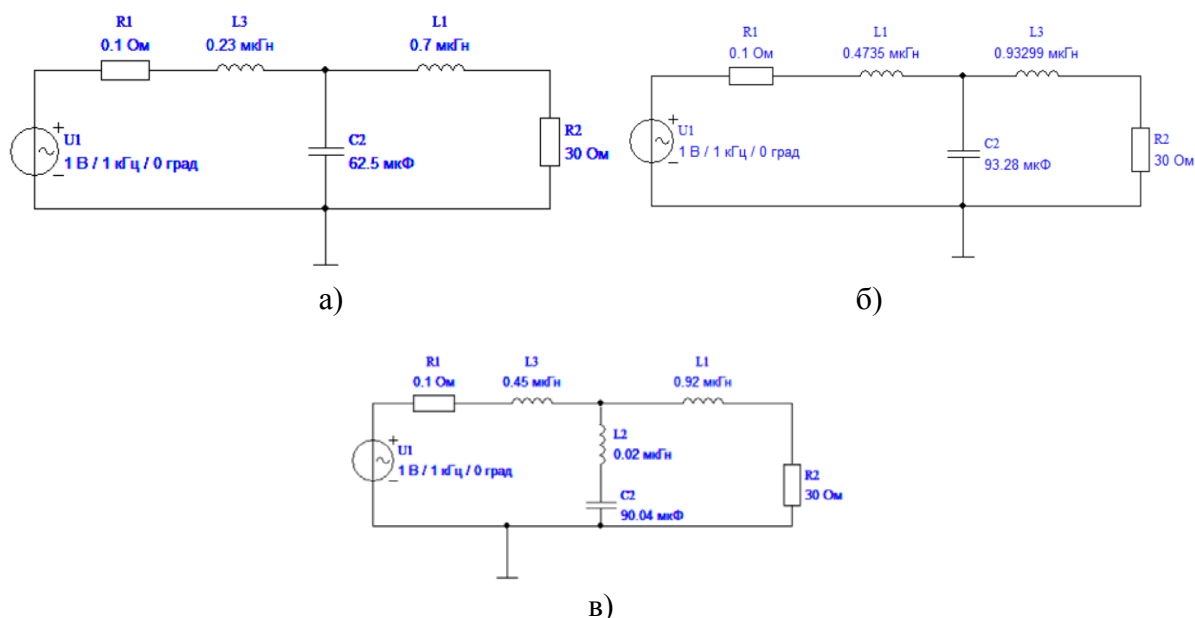 R1
0.1 Ом
L3
0.23 мкГн
L1
0.7 мкГн
U1
1 В / 1 кГц / 0 град
C2
62.5 мкФ
R2
30 Ом
а)
R1
0.1 Ом
L1
0.4735 мкГн
L3
0.93299 мкГн
U1
1 В / 1 кГц / 0 град
C2
93.28 мкФ
R2
30 Ом
б)
R1
0.1 Ом
L3
0.45 мкГн
L1
0.92 мкГн
U1
1 В / 1 кГц / 0 град
L2
0.02 мкГн
C2
90.04 мкФ
R2
30 Ом
в)